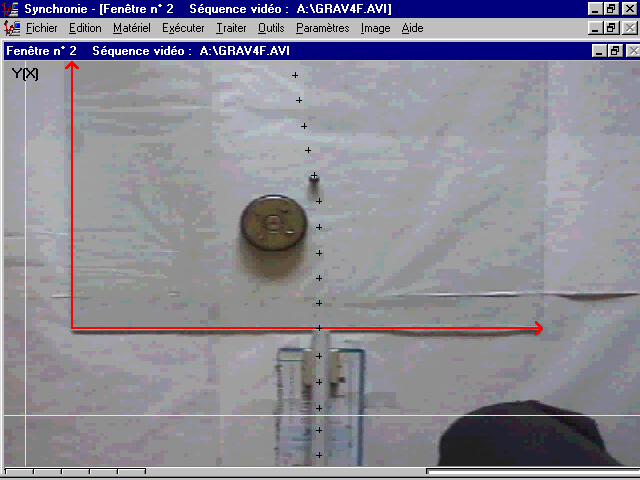 Synchronie - [Fenêtre n° 2 Séquence vidéo : A:\GRAV4F.AVI]
Fichier Edition Matériel Exécuter Traiter Outils Paramètres Image Aide
Fenêtre n° 2 Séquence vidéo : A:\GRAV4F.AVI
Y(X)